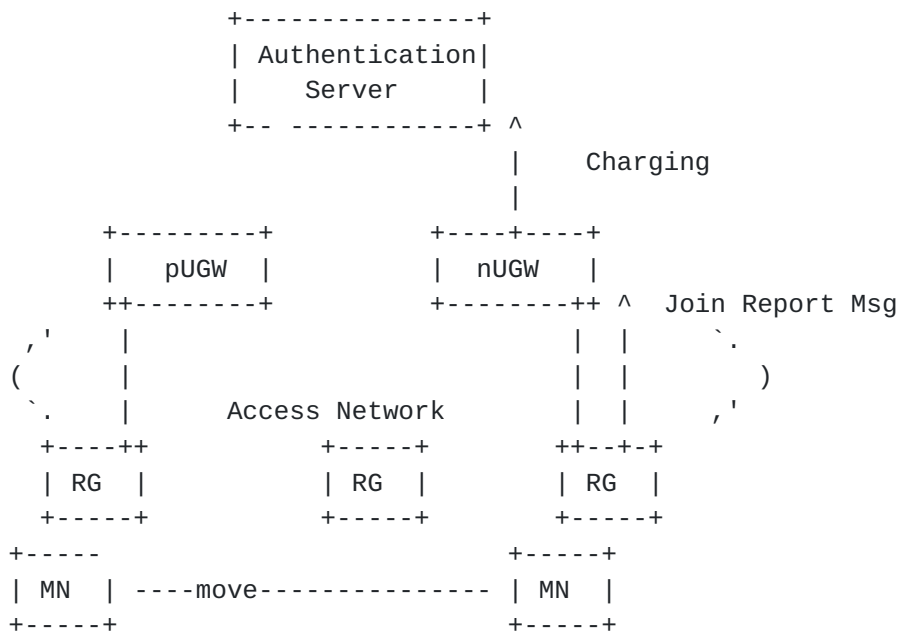 Authentication
Server
Charging
pUGW nUGW
Join Report Msg
Access Network
RG RG RG
MN ----move--------------- MN